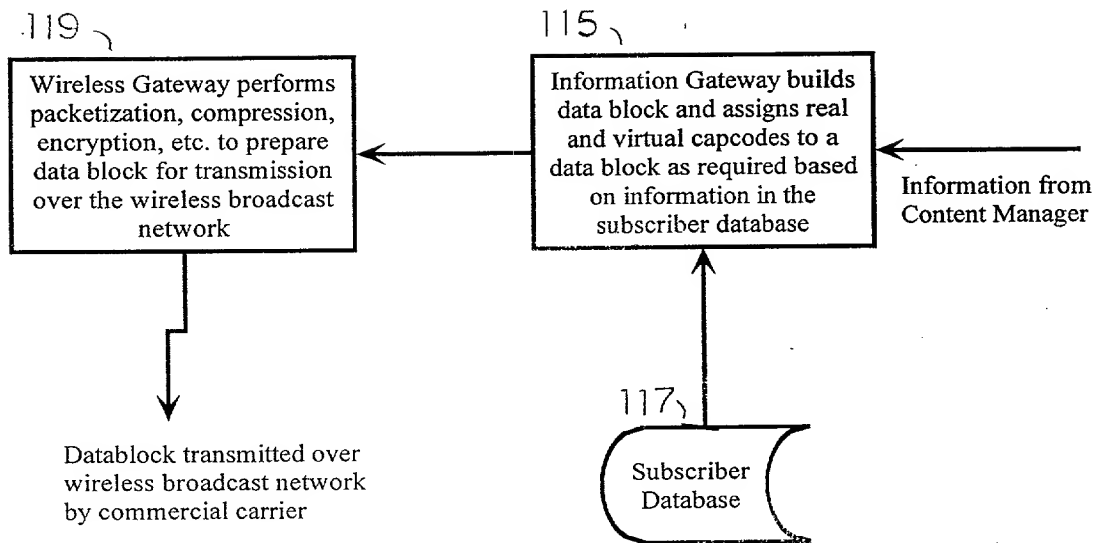 119
Wireless Gateway performs
packetization, compression,
encryption, etc. to prepare
data block for transmission
over the wireless broadcast
network
115
Information Gateway builds
data block and assigns real
and virtual capcodes to a
data block as required based
on information in the
subscriber database
Information from
Content Manager
Datablock transmitted over
wireless broadcast network
by commercial carrier
117
Subscriber
Database